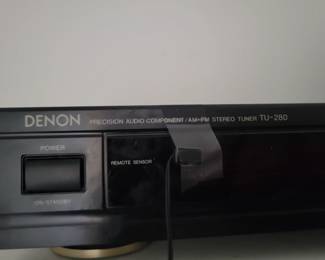 DENON PRECISION AUDIO COMPONENT / AM-FM STEREO TUNER TU-280
POWER
REMOTE SENSOR
ON-STANDBY